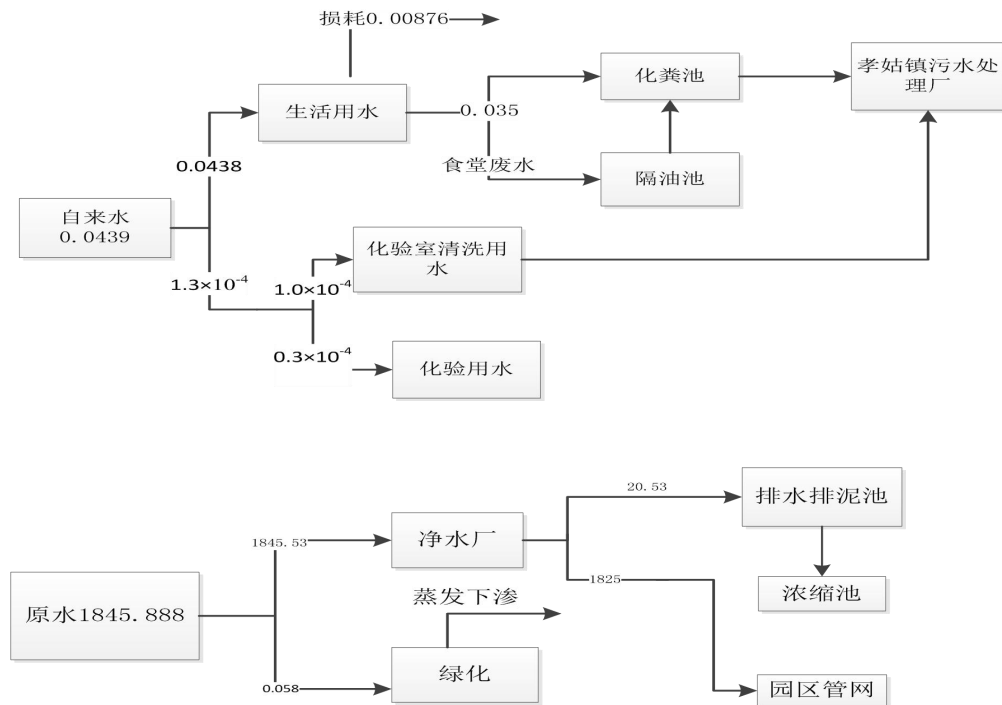 损耗0.00876
生活用水
0.035
化粪池
孝姑镇污水处
理厂
0.0438
食堂废水
隔油池
自来水
0.0439
1.3×10⁻⁴
1.0×10⁻⁴
化验室清洗用
水
0.3×10⁻⁴
化验用水
原水1845.888
1845.53
净水厂
20.53
排水排泥池
浓缩池
1825
园区管网
蒸发下渗
0.058
绿化